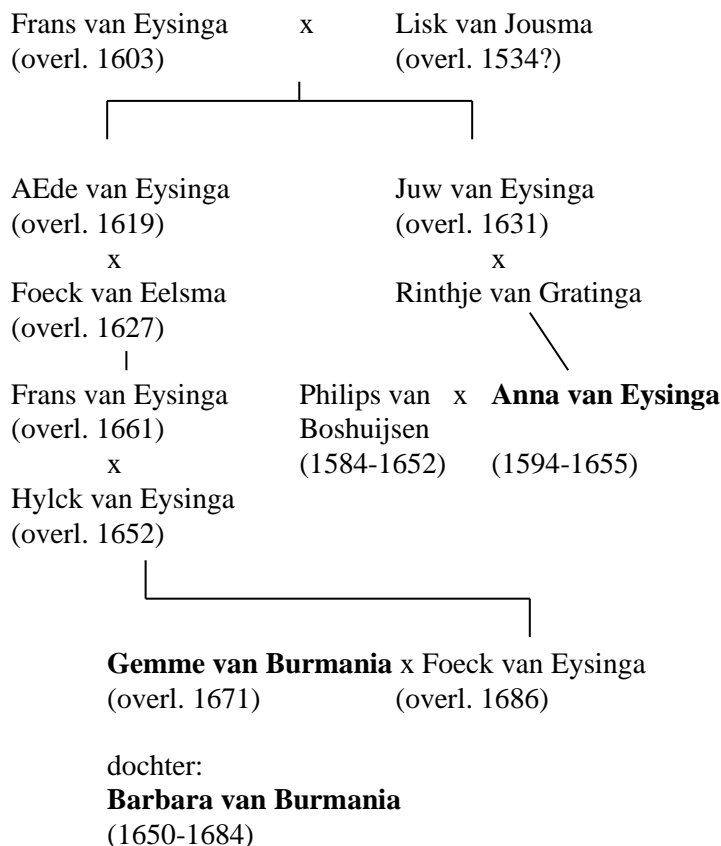 Frans van Eysinga x Lisk van Jousma
(overl. 1603) (overl. 1534?)
AEde van Eysinga Juw van Eysinga
(overl. 1619) (overl. 1631)
x x
Foeck van Eelsma Rinthje van Gratinga
(overl. 1627)
Frans van Eysinga Philips van x Anna van Eysinga
(overl. 1661) Boshuijsen
x (1584-1652) (1594-1655)
Hylck van Eysinga
(overl. 1652)
Gemme van Burmania x Foeck van Eysinga
(overl. 1671) (overl. 1686)
dochter:
Barbara van Burmania
(1650-1684)